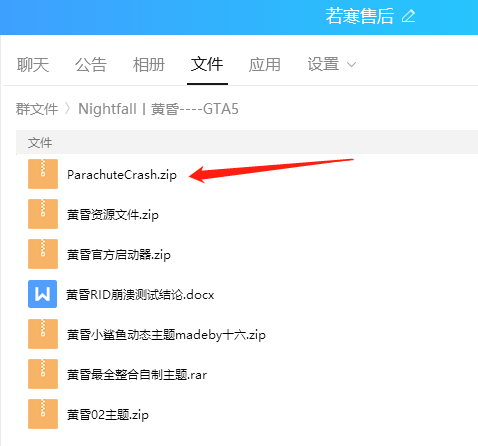 若寒售后
聊天 公告 相册 文件 应用 设置
群文件 〉Nightfall丨黄昏----GTA5
文件
ParachuteCrash.zip
黄昏资源文件.zip
黄昏官方启动器.zip
黄昏RID崩溃测试结论.docx
黄昏小鲨鱼动态主题madeby十六.zip
黄昏最全整合自制主题.rar
黄昏02主题.zip